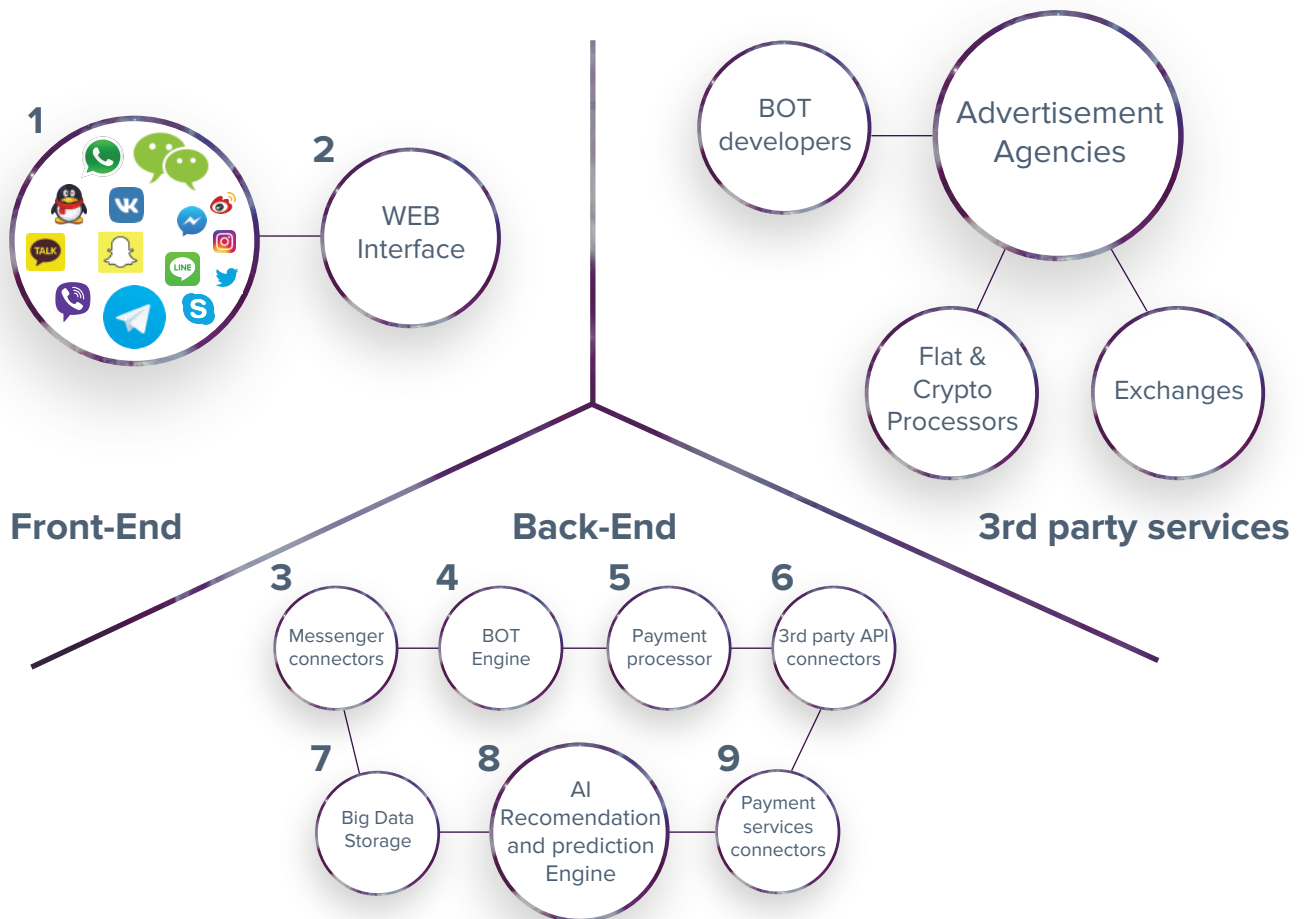 1
TALK
LINE
2
WEB
Interface
BOT
developers
Advertisement
Agencies
Flat &
Crypto
Processors
Exchanges
Front-End
Back-End
3rd party services
3
Messenger
connectors
4
BOT
Engine
5
Payment
processor
6
3rd party API
connectors
7
Big Data
Storage
8
AI
Recomendation
and prediction
Engine
9
Payment
services
connectors